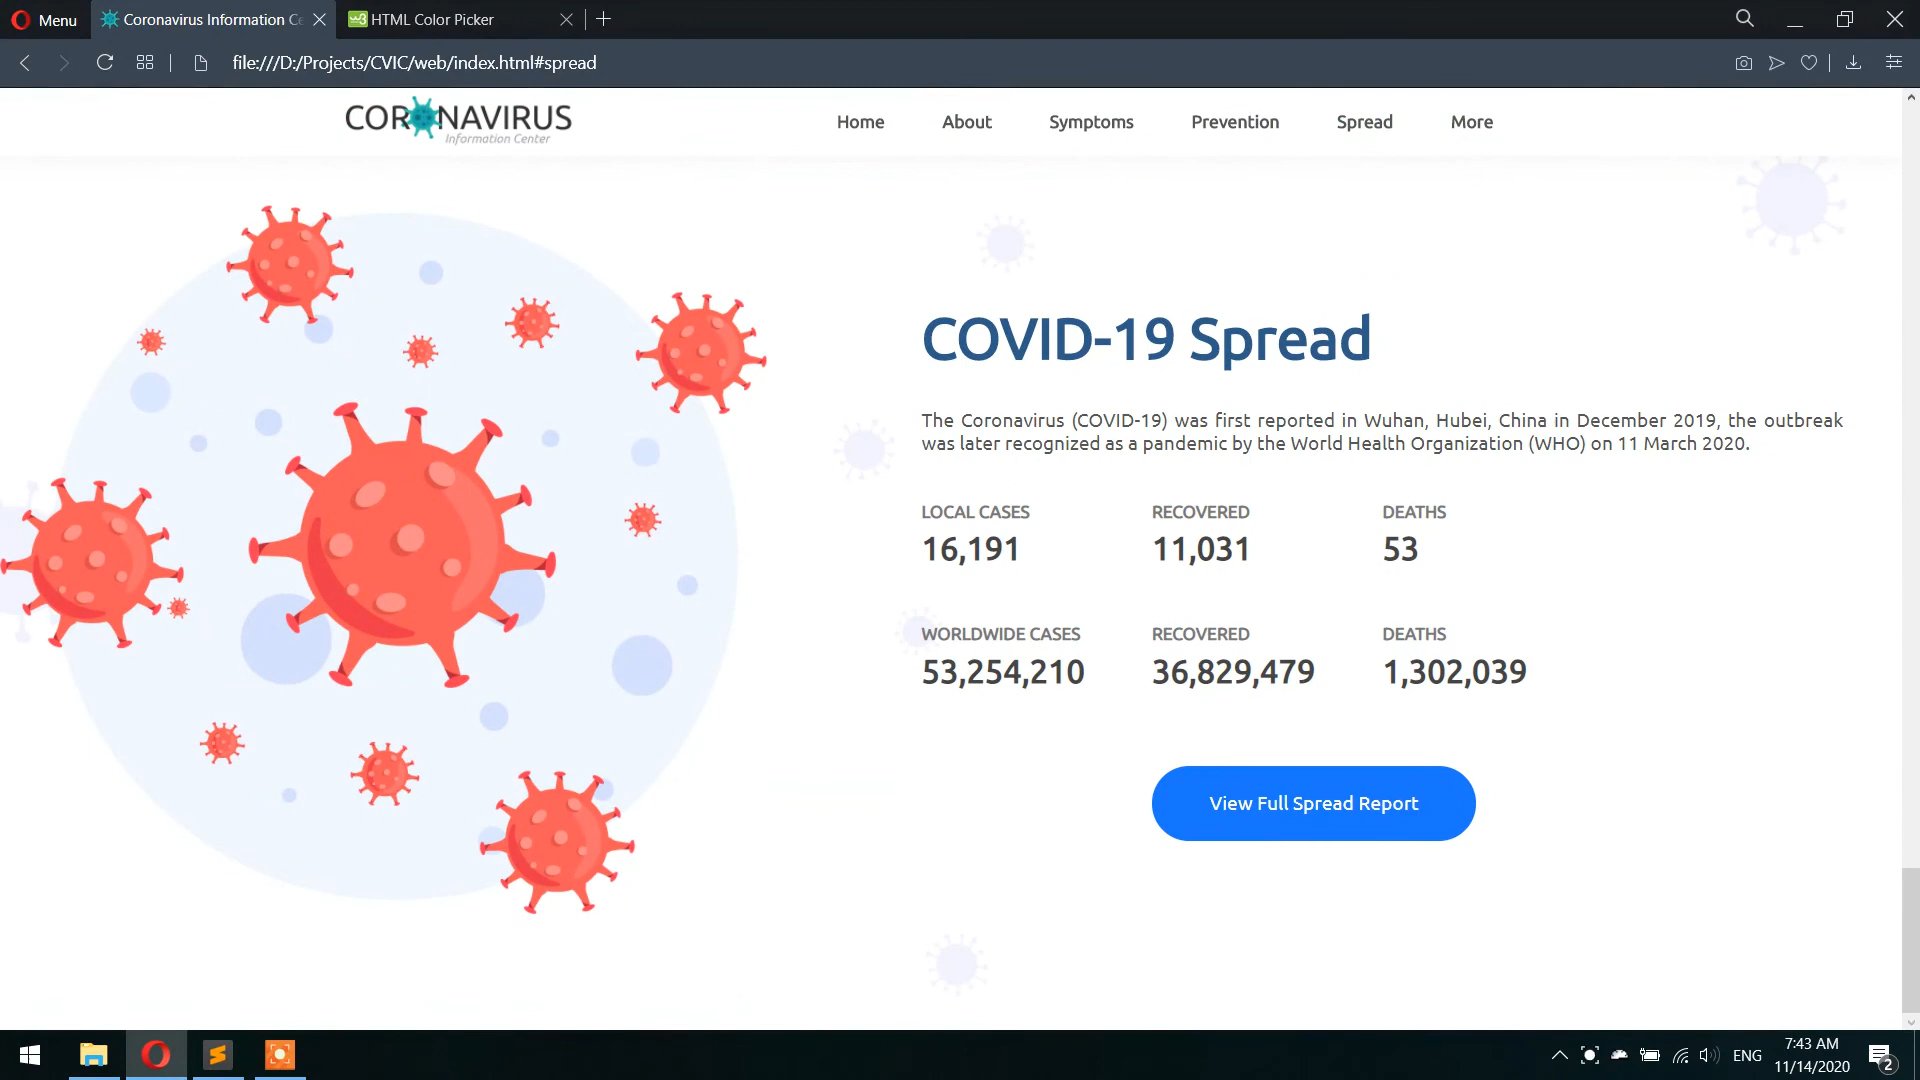 Menu
Coronavirus Information Ce
HTML Color Picker
file:///D:/Projects/CVIC/web/index.html#spread
CORONAVIRUS
Information Center
Home About Symptoms Prevention Spread More
COVID-19 Spread
The Coronavirus (COVID-19) was first reported in Wuhan, Hubei, China in December 2019, the outbreak
was later recognized as a pandemic by the World Health Organization (WHO) on 11 March 2020.
LOCAL CASES RECOVERED DEATHS
16,191 11,031 53
WORLDWIDE CASES RECOVERED DEATHS
53,254,210 36,829,479 1,302,039
View Full Spread Report
ENG
7:43 AM
11/14/2020
2